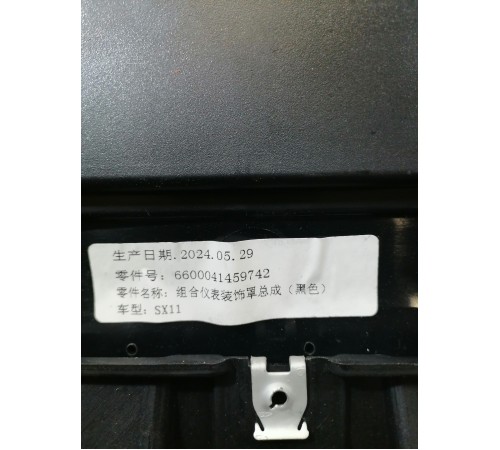 生产日期.2024.05.29
零件号：6600041459742
零件名称：组合仪表装饰罩总成（黑色）
车型：SX11